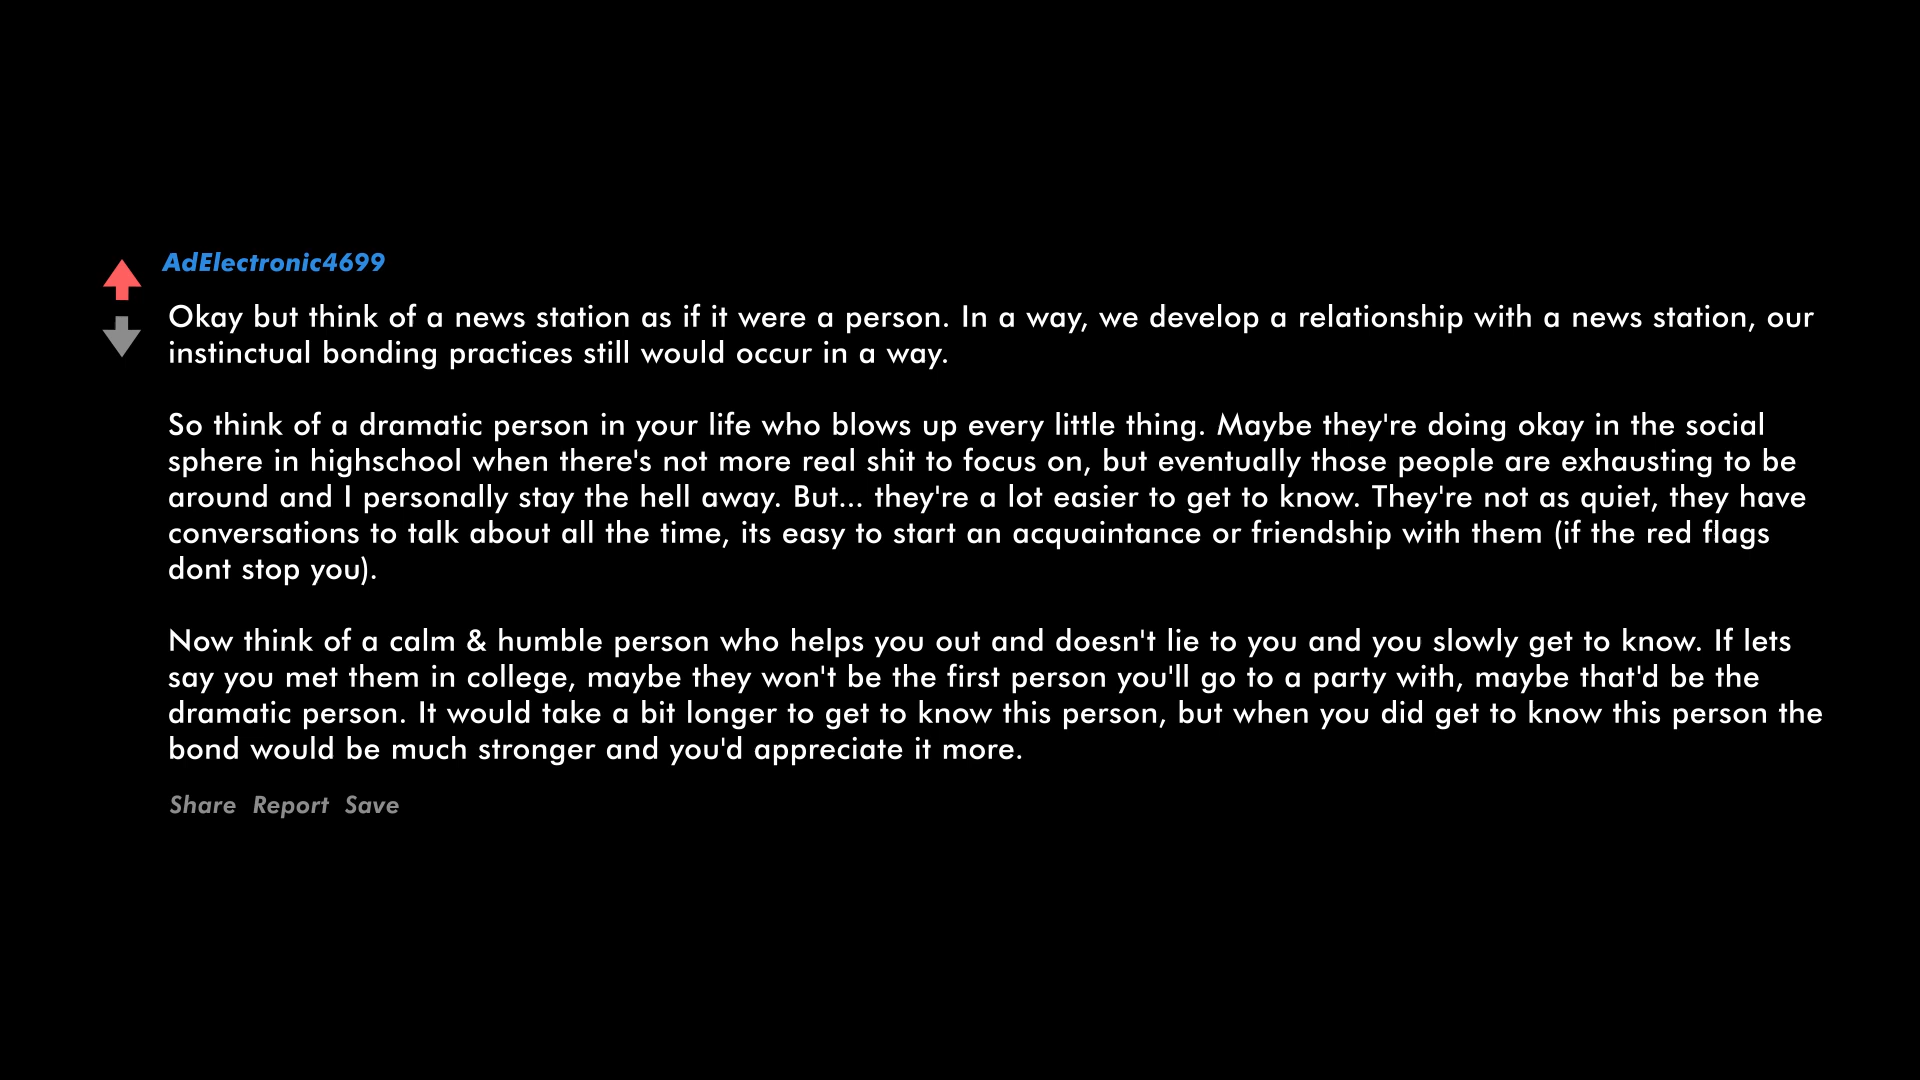 AdElectronic4699
Okay but think of a news station as if it were a person. In a way, we develop a relationship with a news station, our
instinctual bonding practices still would occur in a way.
So think of a dramatic person in your life who blows up every little thing. Maybe they're doing okay in the social
sphere in highschool when there's not more real shit to focus on, but eventually those people are exhausting to be
around and I personally stay the hell away. But... they're a lot easier to get to know. They're not as quiet, they have
conversations to talk about all the time, its easy to start an acquaintance or friendship with them (if the red flags
dont stop you).
Now think of a calm & humble person who helps you out and doesn't lie to you and you slowly get to know. If lets
say you met them in college, maybe they won't be the first person you'll go to a party with, maybe that'd be the
dramatic person. It would take a bit longer to get to know this person, but when you did get to know this person the
bond would be much stronger and you'd appreciate it more.
Share Report Save